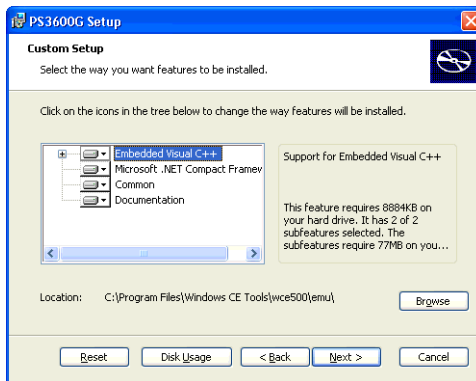 PS3600G Setup
Custom Setup
Select the way you want features to be installed.
Click on the icons in the tree below to change the way features will be installed.
Embedded Visual C++
Microsoft .NET Compact Framew
Common
Documentation
Support for Embedded Visual C++
This feature requires 8884KB on
your hard drive. It has 2 of 2
subfeatures selected. The
subfeatures require 77MB on you...
Location: C:\Program Files\Windows CE Tools\wce500\emu\
Browse
Reset Disk Usage < Back Next > Cancel